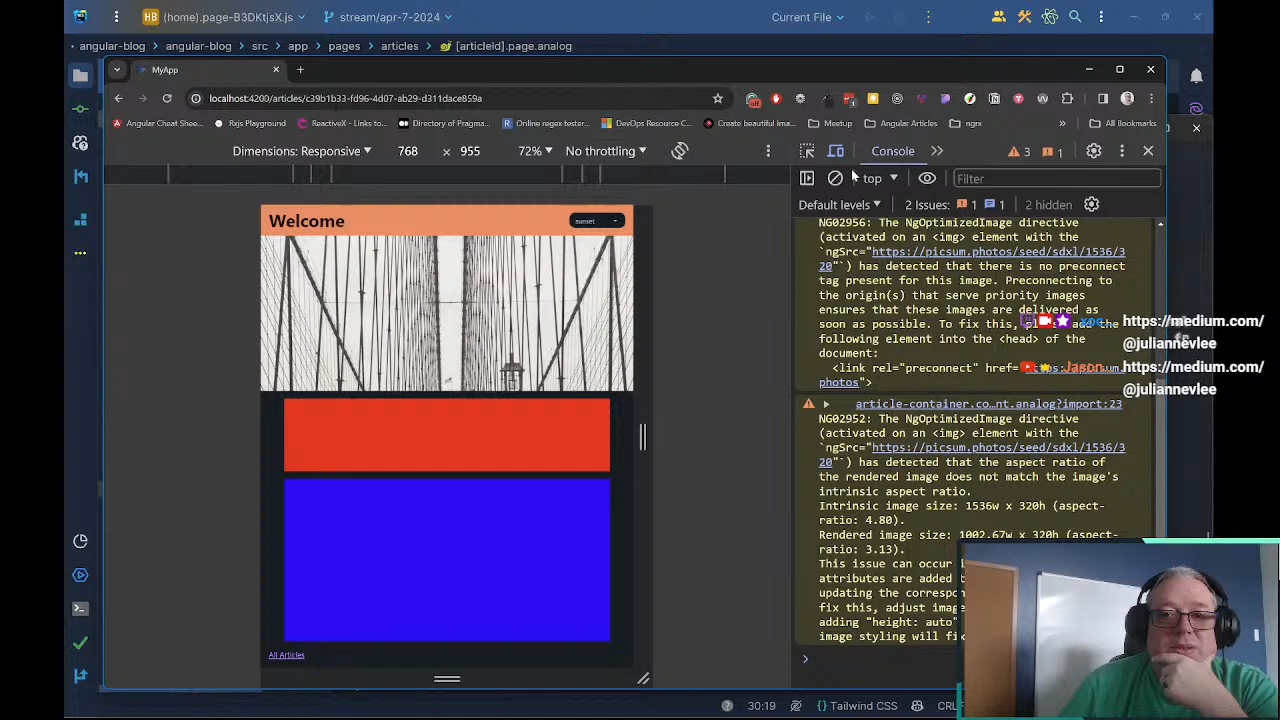 HB (home).page-B3DKtjsX.js
stream/apr-7-2024
Current File
angular-blog > angular-blog > src > app > pages > articles > [articleId].page.analog
MyApp
localhost:4200/articles/c39b1b33-fd96-4d07-ab29-d311dace859a
Angular Cheat Shee...
Rxjs Playground
ReactiveX - Links to...
Directory of Pragma...
Online regex tester...
DevOps Resource C...
Create beautiful ima...
Meetup
Angular Articles
ngrx
All Bookmarks
Dimensions: Responsive
768 × 955
72%
No throttling
Console
3
1
top
Filter
Default levels
2 Issues: 1 1
2 hidden
Welcome
sunset
All Articles
NG02956: The NgOptimizedImage directive
(activated on an <img> element with the
`ngSrc="https://picsum.photos/seed/sdxl/1536/3
20"`) has detected that there is no preconnect
tag present for this image. Preconnecting to
the origin(s) that serve priority images
ensures that these images are delivered as
soon as possible. To fix this, please add the
following element into the <head> of the
document:
<link rel="preconnect" href=
photos">
article-container.co…nt.analog?import:23
NG02952: The NgOptimizedImage directive
(activated on an <img> element with the
`ngSrc="https://picsum.photos/seed/sdxl/1536/3
20"`) has detected that the aspect ratio of
the rendered image does not match the image's
intrinsic aspect ratio.
Intrinsic image size: 1536w x 320h (aspect-
ratio: 4.80).
Rendered image size: 1002.67w x 320h (aspect-
ratio: 3.13).
This issue can occur
attributes are added
updating the correspon
fix this, adjust image
adding "height: auto"
image styling will fix
https://medium.com/
@juliannevlee
Jason
https://medium.com/
@juliannevlee
30:19
Tailwind CSS